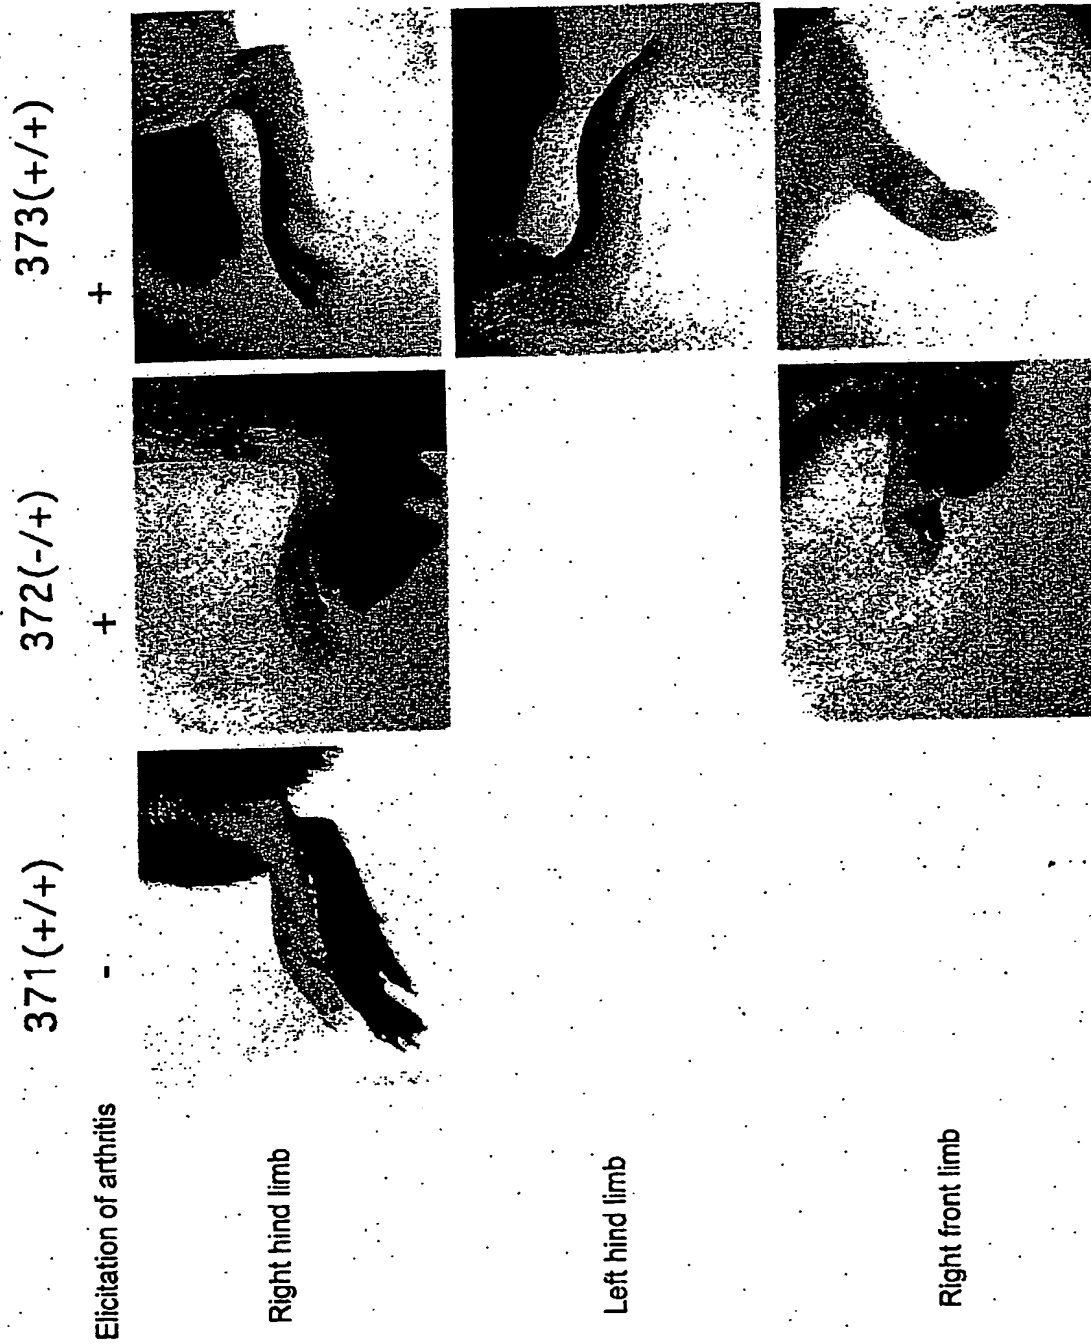 371(+/+) 372(-/+) 373(+/+)
Elicitation of arthritis - + +
Right hind limb
Left hind limb
Right front limb